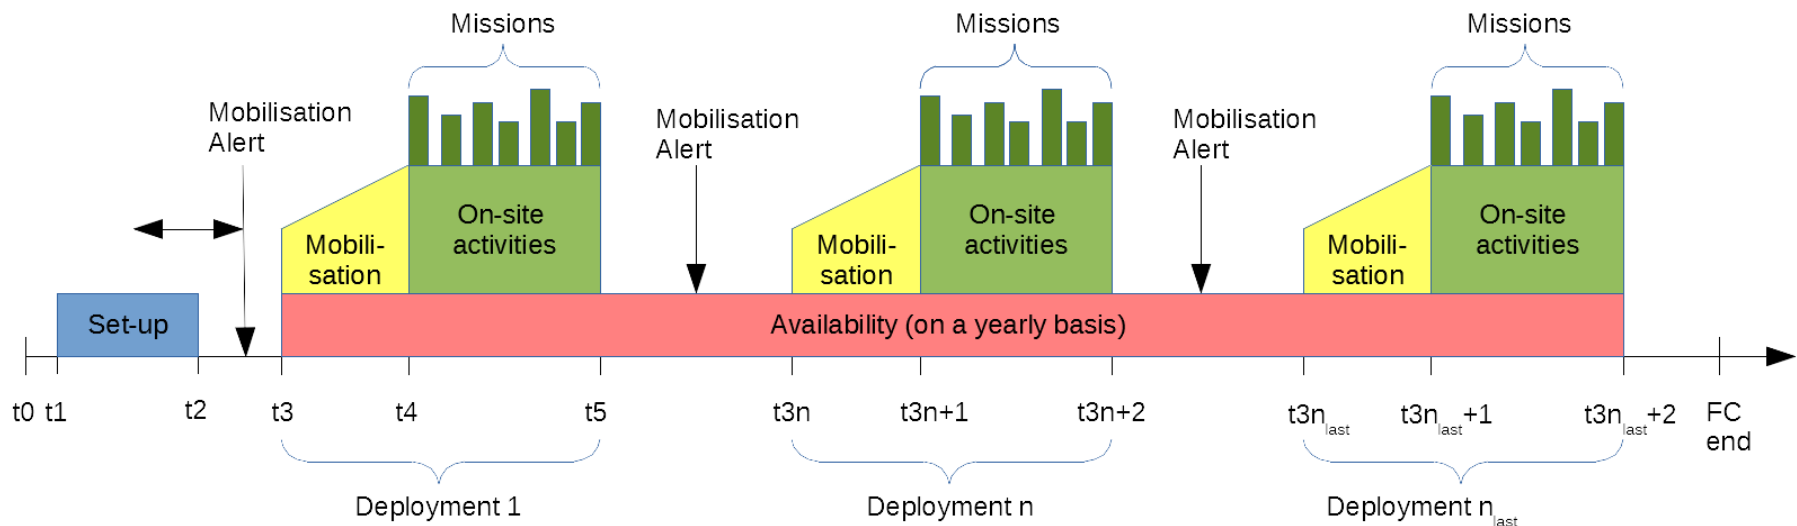 Missions
Missions
Missions
Mobilisation
Alert
Mobilisation
Alert
Mobilisation
Alert
On-site
activities
On-site
activities
On-site
activities
Mobili-
sation
Mobili-
sation
Mobili-
sation
Set-up
Availability (on a yearly basis)
t0
t1
t2
t3
t4
t5
t3n
t3n+1
t3n+2
t3nlast
t3nlast+1
t3nlast+2
FC
end
Deployment 1
Deployment n
Deployment nlast